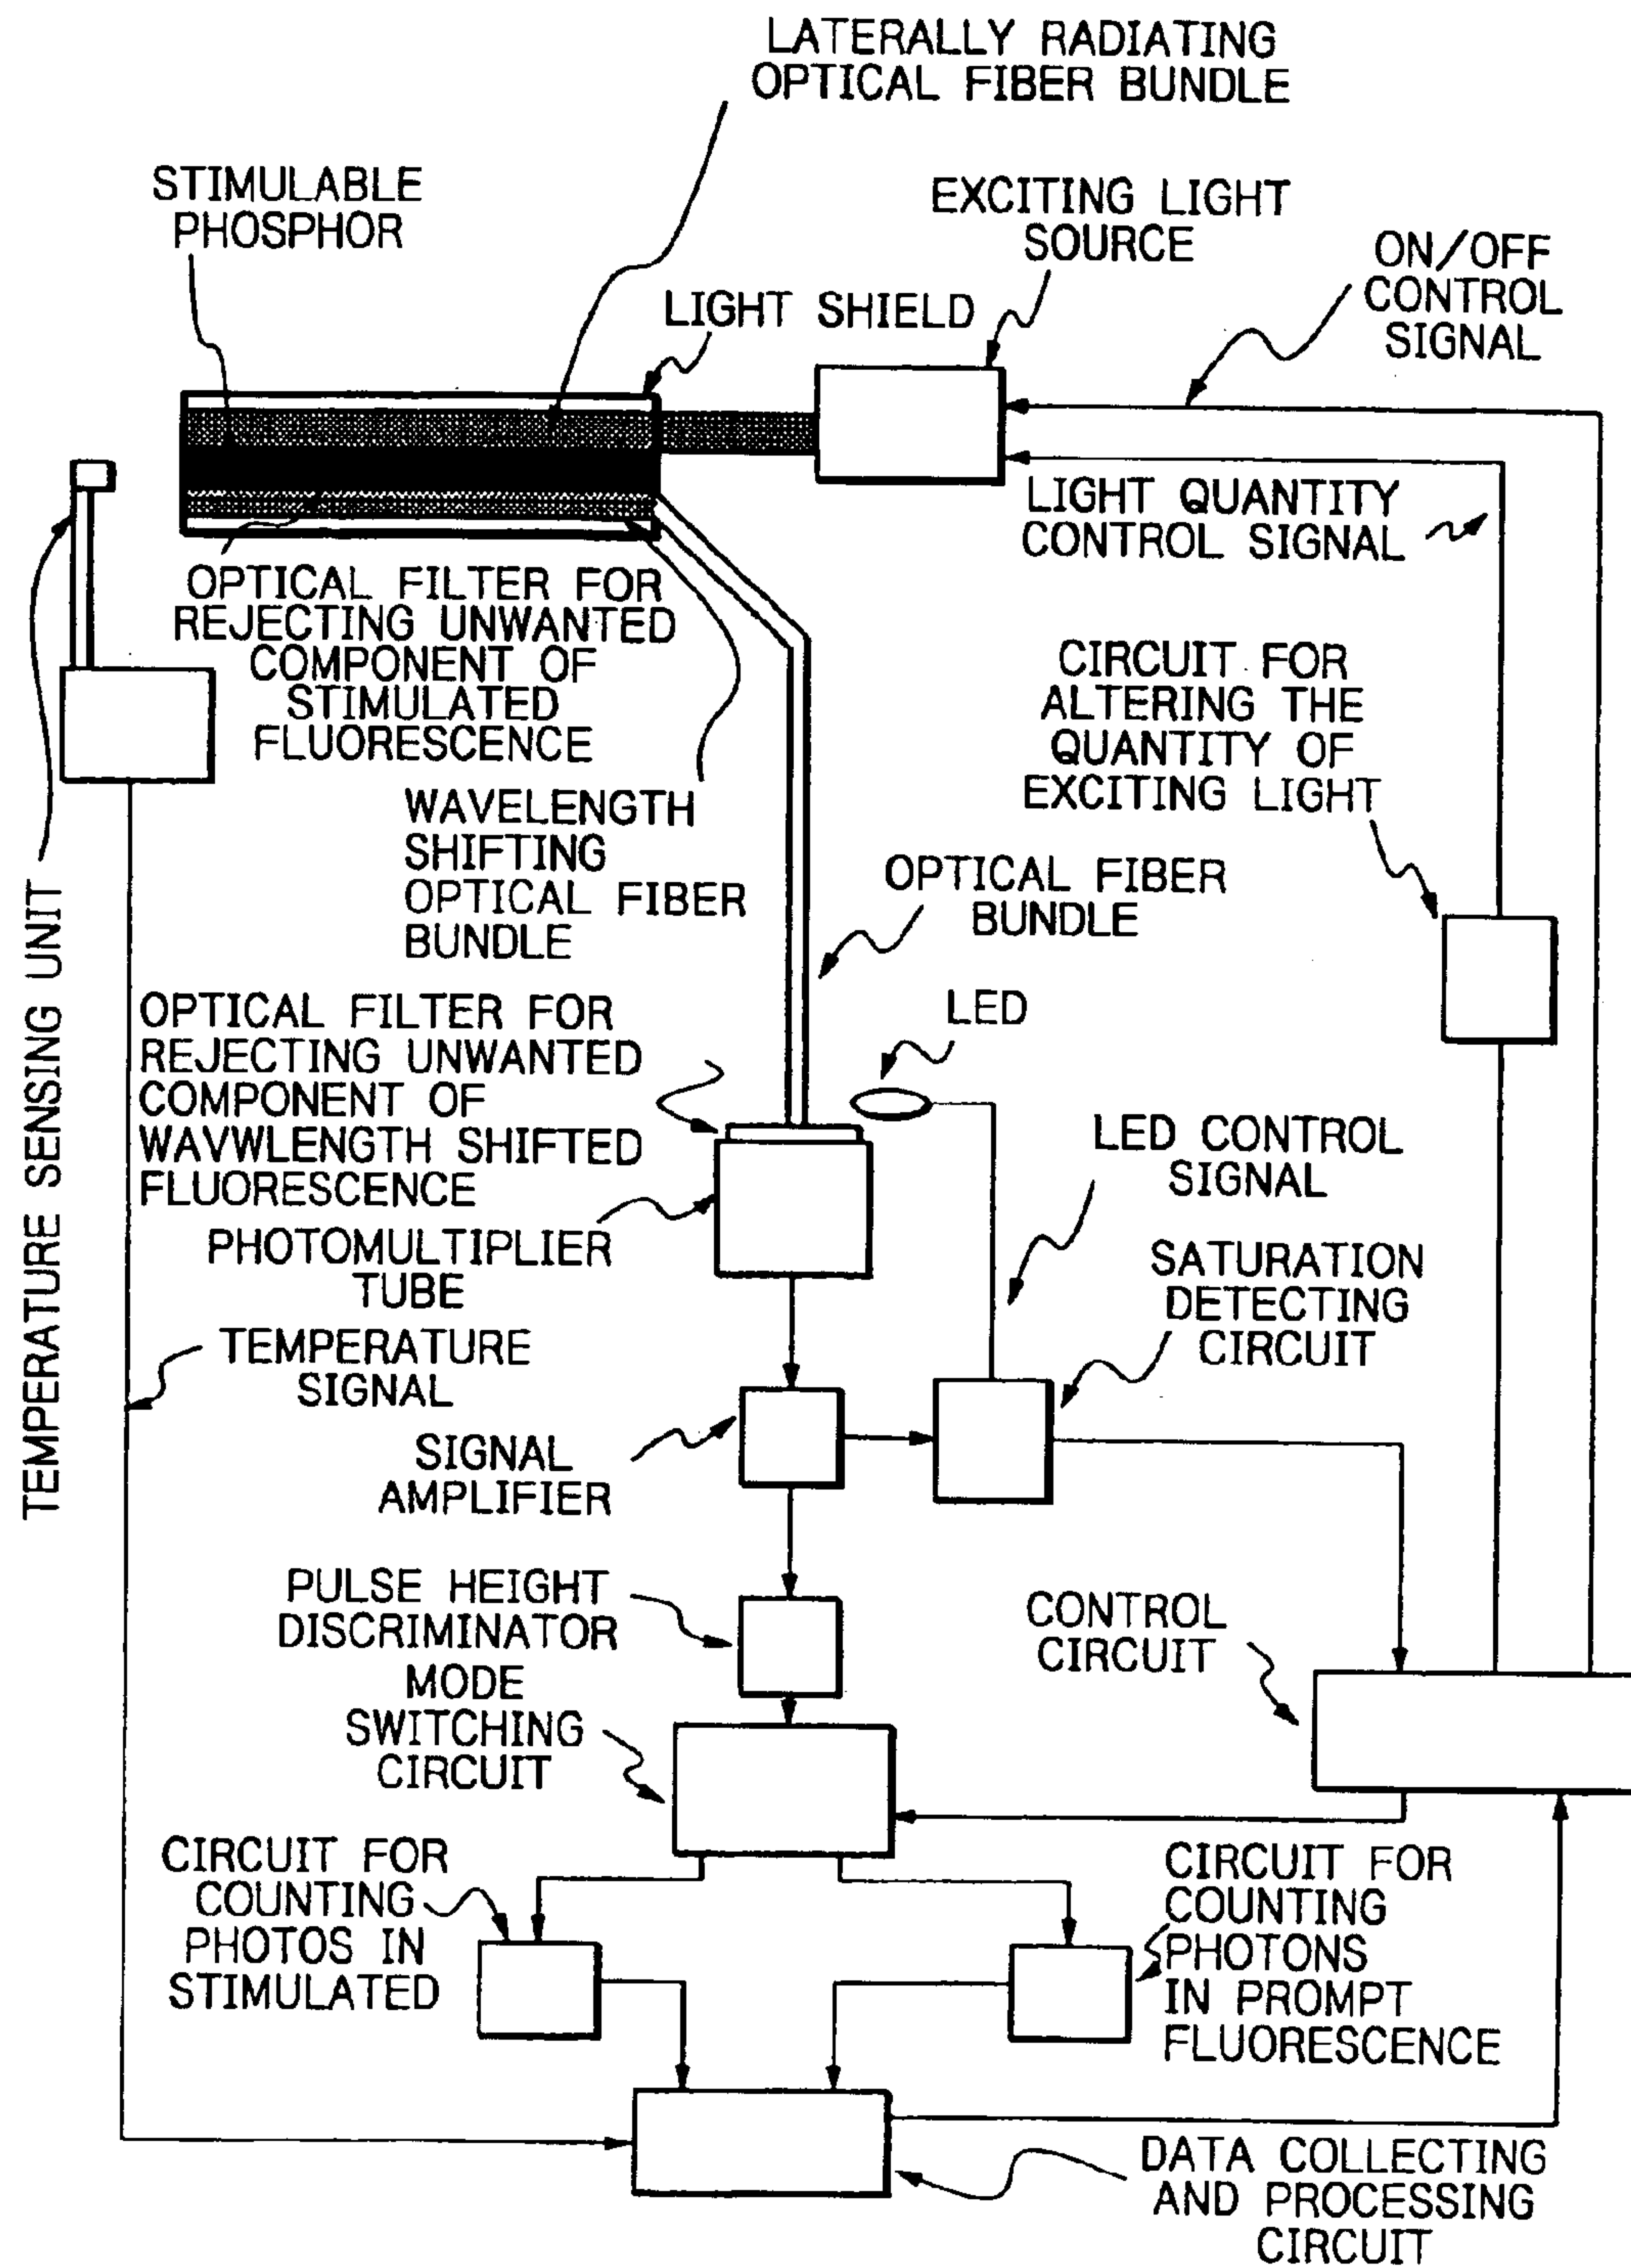 LATERALLY RADIATING
OPTICAL FIBER BUNDLE
STIMULABLE
PHOSPHOR
EXCITING LIGHT
SOURCE
ON/OFF
CONTROL
SIGNAL
LIGHT SHIELD
LIGHT QUANTITY
CONTROL SIGNAL
OPTICAL FILTER FOR
REJECTING UNWANTED
COMPONENT OF
STIMULATED
FLUORESCENCE
CIRCUIT FOR
ALTERING THE
QUANTITY OF
EXCITING LIGHT
WAVELENGTH
SHIFTING
OPTICAL FIBER
BUNDLE
OPTICAL FIBER
BUNDLE
TEMPERATURE SENSING UNIT
OPTICAL FILTER FOR
REJECTING UNWANTED
COMPONENT OF
WAVWLENGTH SHIFTED
FLUORESCENCE
LED
LED CONTROL
SIGNAL
PHOTOMULTIPLIER
TUBE
SATURATION
DETECTING
CIRCUIT
TEMPERATURE
SIGNAL
SIGNAL
AMPLIFIER
PULSE HEIGHT
DISCRIMINATOR
CONTROL
CIRCUIT
MODE
SWITCHING
CIRCUIT
CIRCUIT FOR
COUNTING
PHOTOS IN
STIMULATED
CIRCUIT FOR
COUNTING
PHOTONS
IN PROMPT
FLUORESCENCE
DATA COLLECTING
AND PROCESSING
CIRCUIT